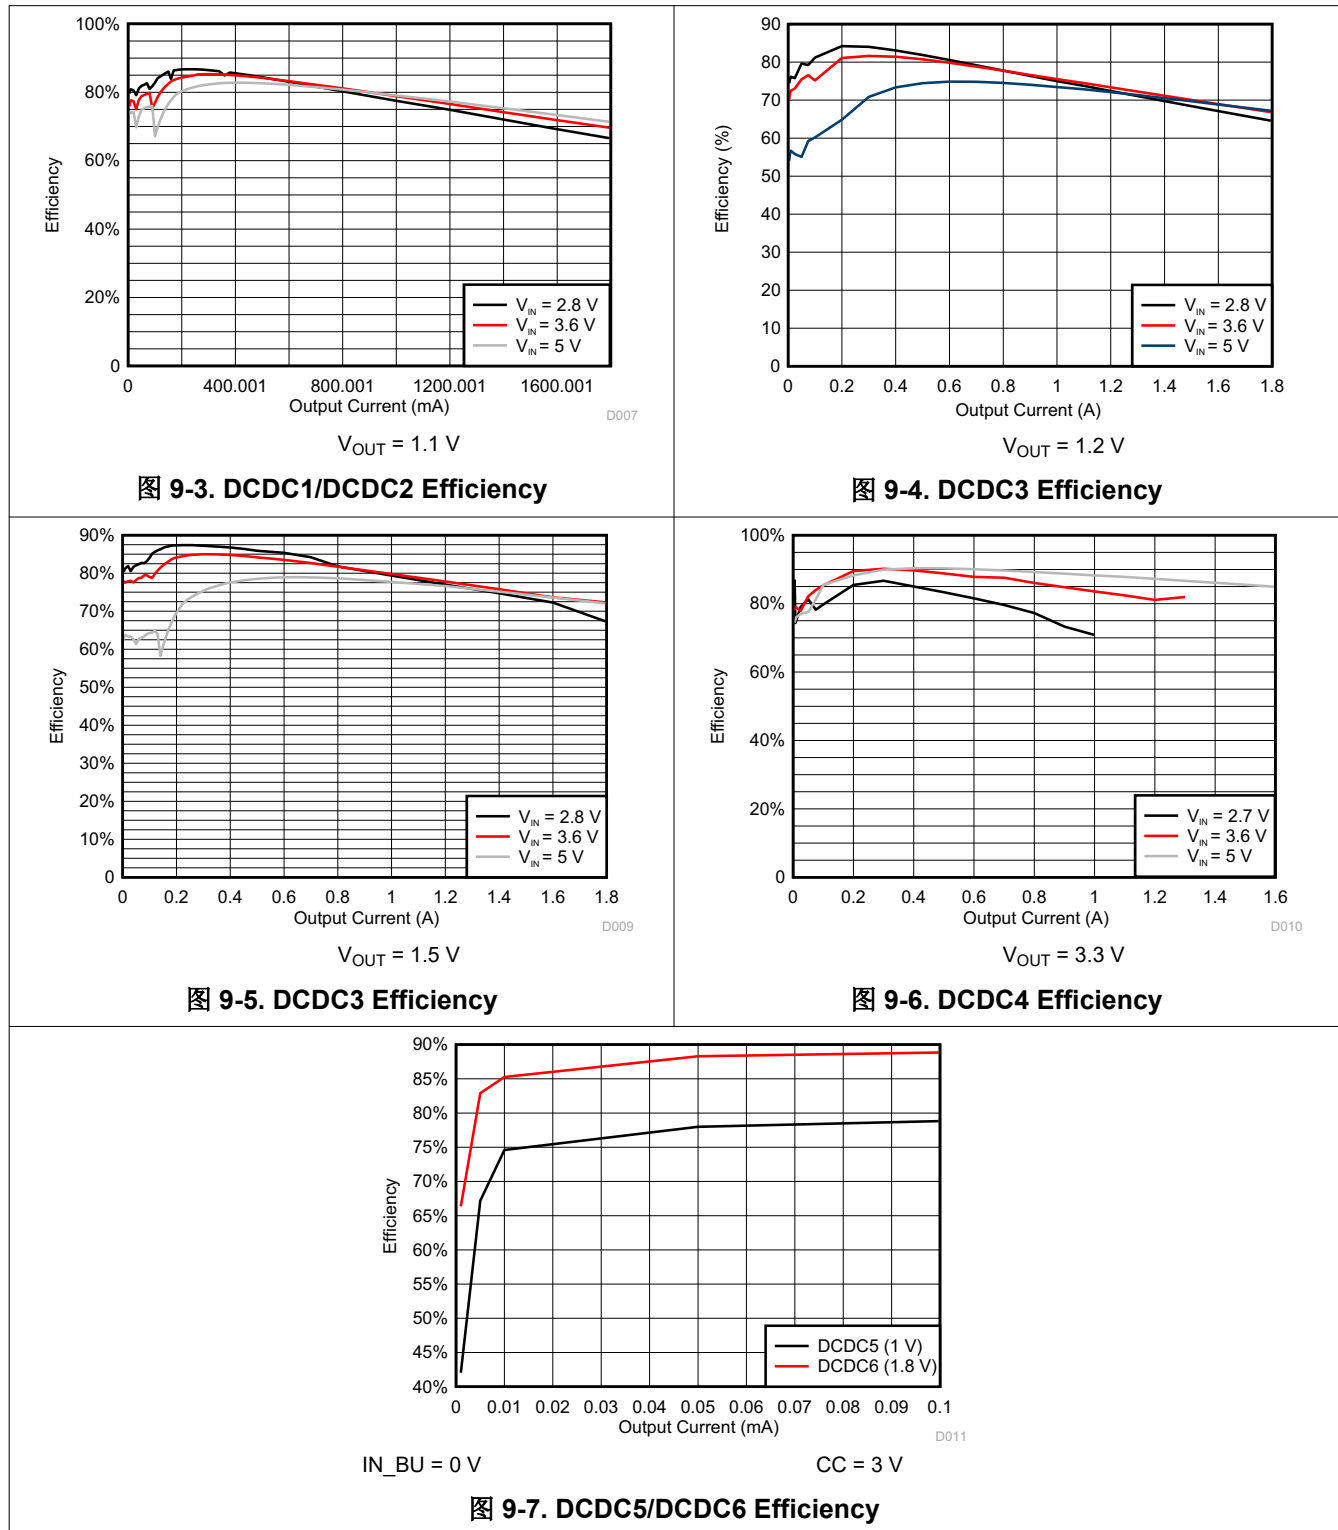 100%
80%
60%
40%
20%
0
Efficiency
V_IN = 2.8 V
V_IN = 3.6 V
V_IN = 5 V
0 400.001 800.001 1200.001 1600.001
Output Current (mA)
D007
V_OUT = 1.1 V
图 9-3. DCDC1/DCDC2 Efficiency
90
80
70
60
50
40
30
20
10
0
Efficiency (%)
V_IN = 2.8 V
V_IN = 3.6 V
V_IN = 5 V
0 0.2 0.4 0.6 0.8 1 1.2 1.4 1.6 1.8
Output Current (A)
V_OUT = 1.2 V
图 9-4. DCDC3 Efficiency
90%
80%
70%
60%
50%
40%
30%
20%
10%
0
Efficiency
V_IN = 2.8 V
V_IN = 3.6 V
V_IN = 5 V
0 0.2 0.4 0.6 0.8 1 1.2 1.4 1.6 1.8
Output Current (A)
D009
V_OUT = 1.5 V
图 9-5. DCDC3 Efficiency
100%
80%
60%
40%
20%
0
Efficiency
V_IN = 2.7 V
V_IN = 3.6 V
V_IN = 5 V
0 0.2 0.4 0.6 0.8 1 1.2 1.4 1.6
Output Current (A)
D010
V_OUT = 3.3 V
图 9-6. DCDC4 Efficiency
90%
85%
80%
75%
70%
65%
60%
55%
50%
45%
40%
Efficiency
DCDC5 (1 V)
DCDC6 (1.8 V)
0 0.01 0.02 0.03 0.04 0.05 0.06 0.07 0.08 0.09 0.1
Output Current (mA)
D011
IN_BU = 0 V CC = 3 V
图 9-7. DCDC5/DCDC6 Efficiency